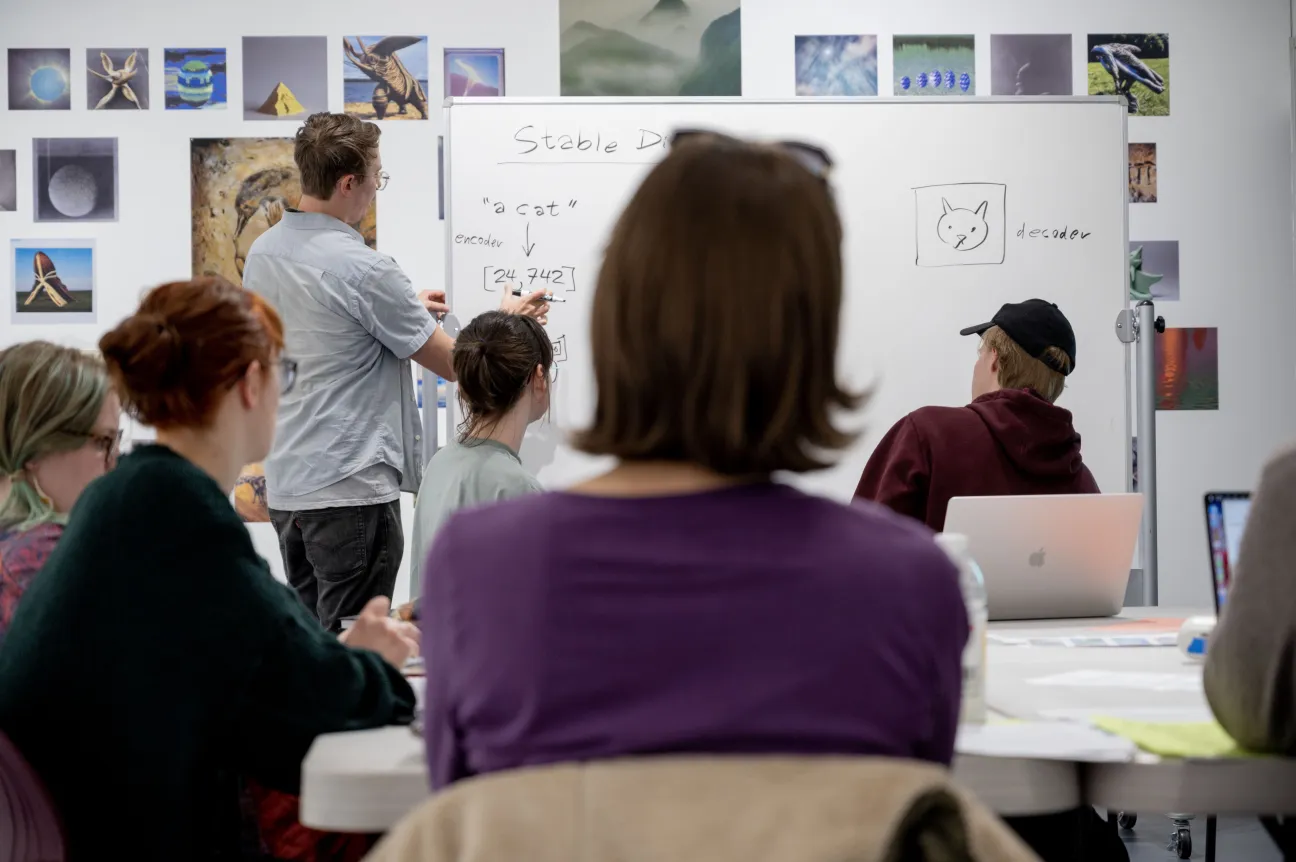 Stable Di
"a cat"
encoder
[24,742]
decoder